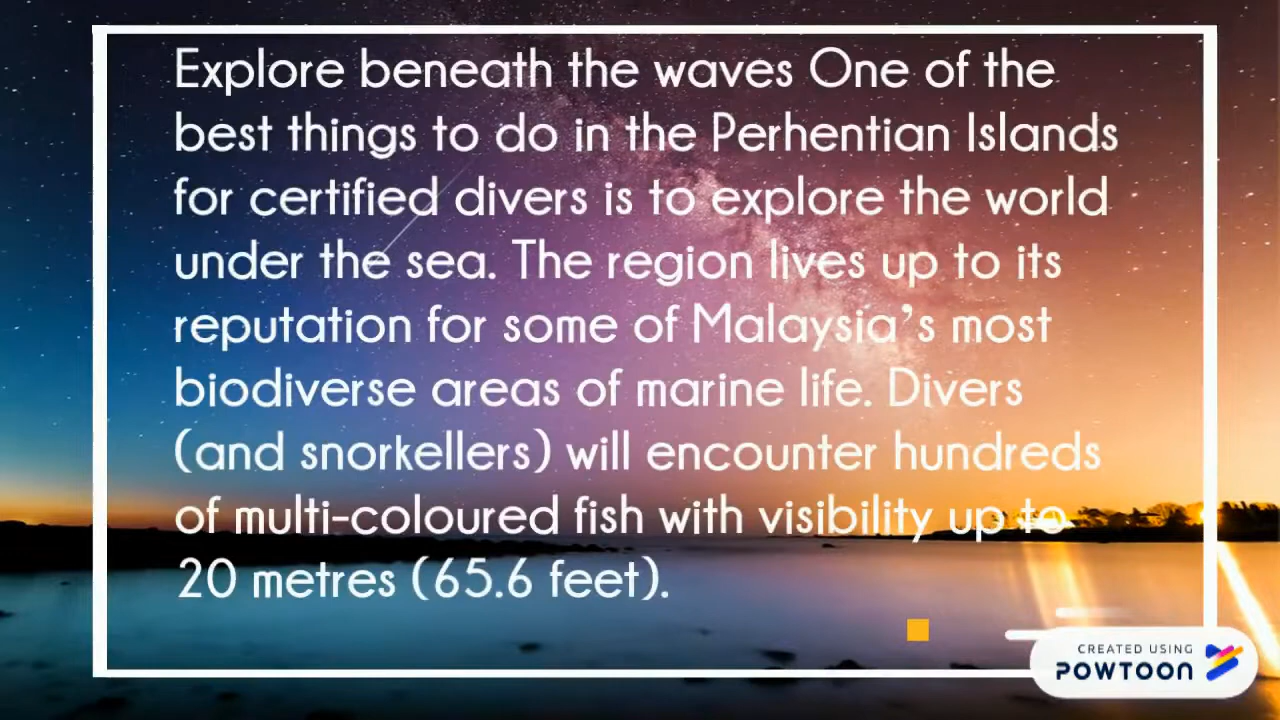 Explore beneath the waves One of the
best things to do in the Perhentian Islands
for certified divers is to explore the world
under the sea. The region lives up to its
reputation for some of Malaysia’s most
biodiverse areas of marine life. Divers
(and snorkellers) will encounter hundreds
of multi-coloured fish with visibility up to
20 metres (65.6 feet).
CREATED USING
POWTOON